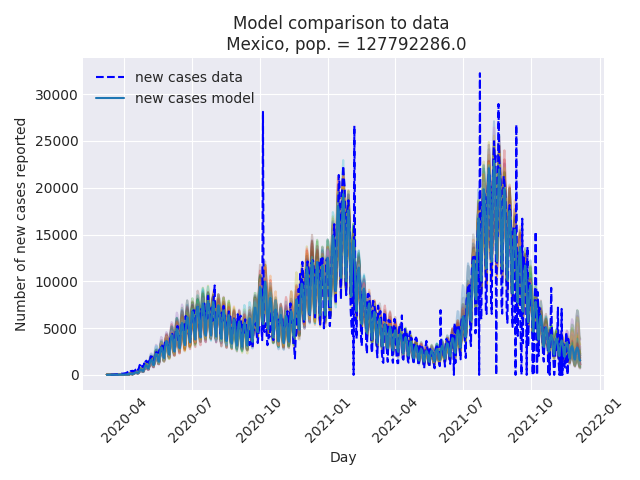 Model comparison to data
Mexico, pop. = 127792286.0
new cases data
new cases model
Number of new cases reported
30000
25000
20000
15000
10000
5000
0
2020-04
2020-07
2020-10
2021-01
2021-04
2021-07
2021-10
2022-01
Day